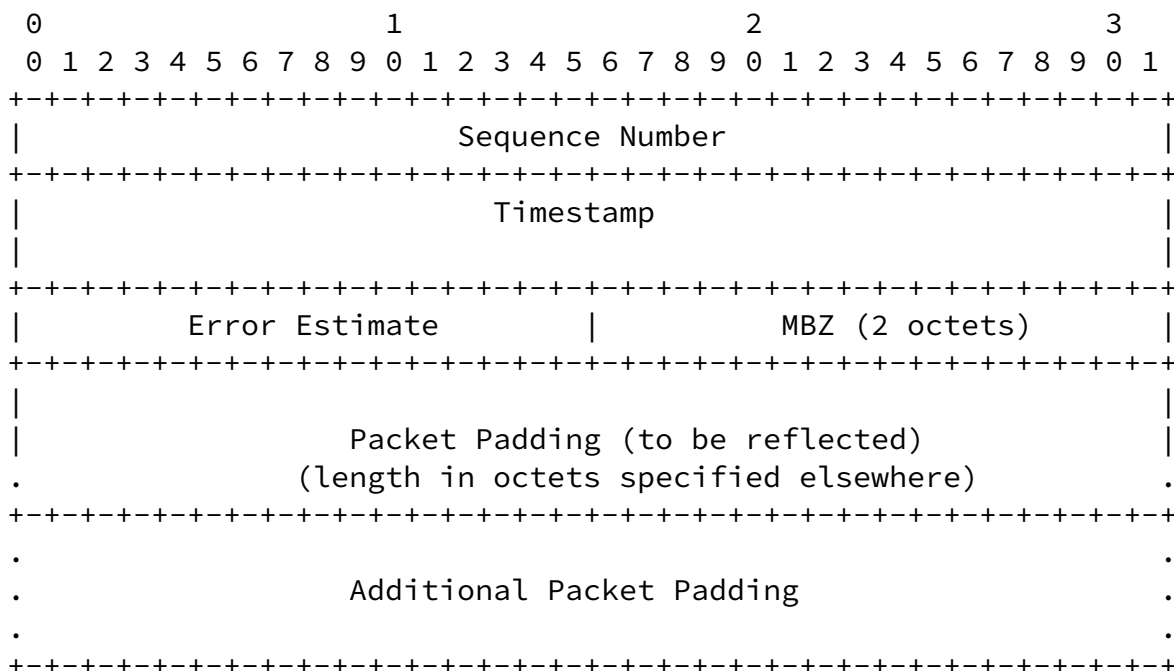 0                   1                   2                   3
0 1 2 3 4 5 6 7 8 9 0 1 2 3 4 5 6 7 8 9 0 1 2 3 4 5 6 7 8 9 0 1
+-+-+-+-+-+-+-+-+-+-+-+-+-+-+-+-+-+-+-+-+-+-+-+-+-+-+-+-+-+-+-+-+
|                        Sequence Number                        |
+-+-+-+-+-+-+-+-+-+-+-+-+-+-+-+-+-+-+-+-+-+-+-+-+-+-+-+-+-+-+-+-+
|                          Timestamp                            |
|                                                               |
+-+-+-+-+-+-+-+-+-+-+-+-+-+-+-+-+-+-+-+-+-+-+-+-+-+-+-+-+-+-+-+-+
|         Error Estimate        |          MBZ (2 octets)       |
+-+-+-+-+-+-+-+-+-+-+-+-+-+-+-+-+-+-+-+-+-+-+-+-+-+-+-+-+-+-+-+-+
|                                                               |
|                  Packet Padding (to be reflected)             |
.               (length in octets specified elsewhere)          .
+-+-+-+-+-+-+-+-+-+-+-+-+-+-+-+-+-+-+-+-+-+-+-+-+-+-+-+-+-+-+-+-+
.                                                               .
.                  Additional Packet Padding                    .
.                                                               .
+-+-+-+-+-+-+-+-+-+-+-+-+-+-+-+-+-+-+-+-+-+-+-+-+-+-+-+-+-+-+-+-+